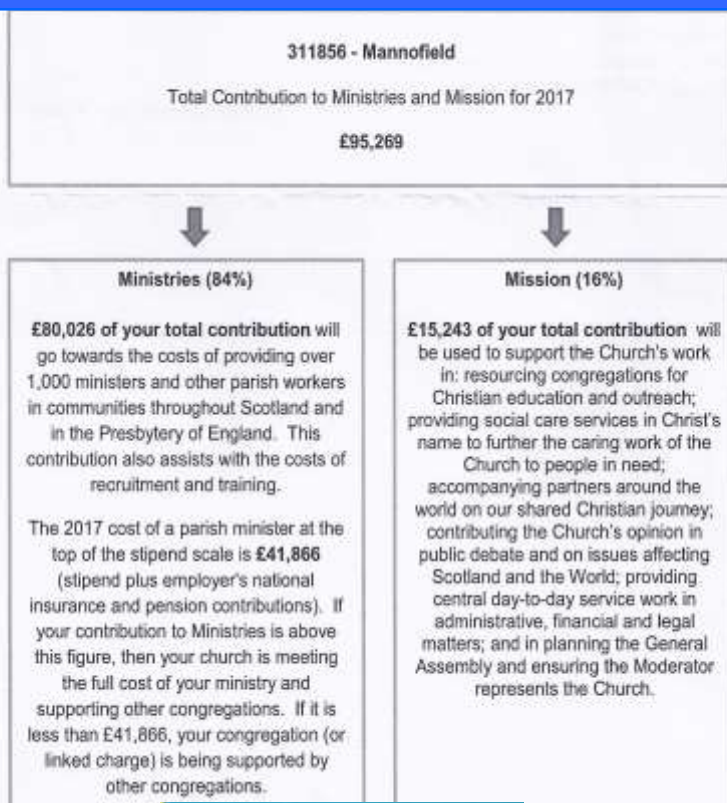 311856 - Mannofield
Total Contribution to Ministries and Mission for 2017
£95,269
Ministries (84%)
£80,026 of your total contribution will
go towards the costs of providing over
1,000 ministers and other parish workers
in communities throughout Scotland and
in the Presbytery of England. This
contribution also assists with the costs of
recruitment and training.
The 2017 cost of a parish minister at the
top of the stipend scale is £41,866
(stipend plus employer's national
insurance and pension contributions). If
your contribution to Ministries is above
this figure, then your church is meeting
the full cost of your ministry and
supporting other congregations. If it is
less than £41,866, your congregation (or
linked charge) is being supported by
other congregations.
Mission (16%)
£15,243 of your total contribution will
be used to support the Church's work
in: resourcing congregations for
Christian education and outreach;
providing social care services in Christ's
name to further the caring work of the
Church to people in need;
accompanying partners around the
world on our shared Christian journey;
contributing the Church's opinion in
public debate and on issues affecting
Scotland and the World; providing
central day-to-day service work in
administrative, financial and legal
matters; and in planning the General
Assembly and ensuring the Moderator
represents the Church.